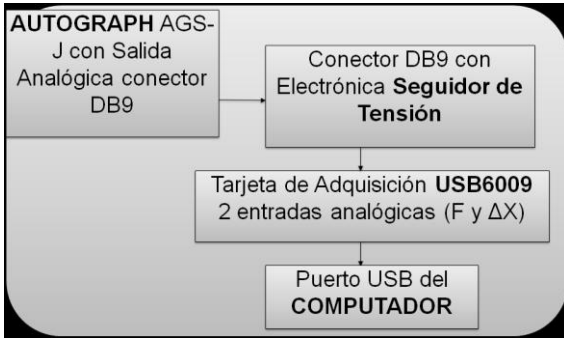 AUTOGRAPH AGS-
J con Salida
Analógica conector
DB9
Conector DB9 con
Electrónica Seguidor de
Tensión
Tarjeta de Adquisición USB6009
2 entradas analógicas (F y ΔX)
Puerto USB del
COMPUTADOR